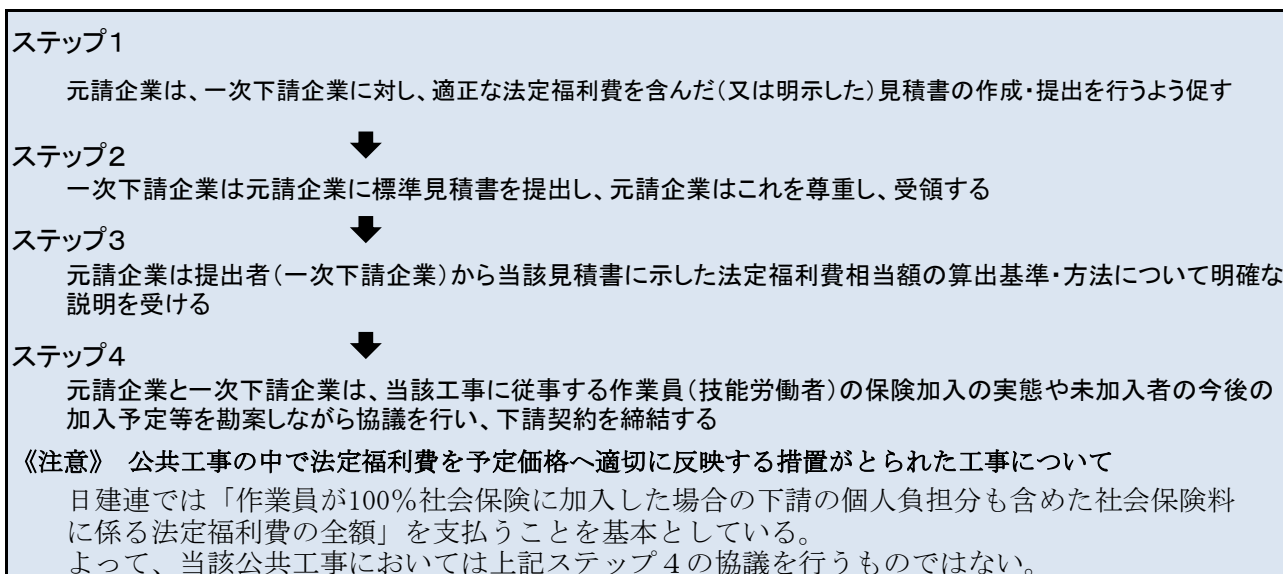 ステップ1
元請企業は、一次下請企業に対し、適正な法定福利費を含んだ(又は明示した)見積書の作成・提出を行うよう促す
ステップ2
一次下請企業は元請企業に標準見積書を提出し、元請企業はこれを尊重し、受領する
ステップ3
元請企業は提出者(一次下請企業)から当該見積書に示した法定福利費相当額の算出基準・方法について明確な
説明を受ける
ステップ4
元請企業と一次下請企業は、当該工事に従事する作業員(技能労働者)の保険加入の実態や未加入者の今後の
加入予定等を勘案しながら協議を行い、下請契約を締結する
《注意》 公共工事の中で法定福利費を予定価格へ適切に反映する措置がとられた工事について
日建連では「作業員が100%社会保険に加入した場合の下請の個人負担分も含めた社会保険料
に係る法定福利費の全額」を支払うことを基本としている。
よって、当該公共工事においては上記ステップ4の協議を行うものではない。